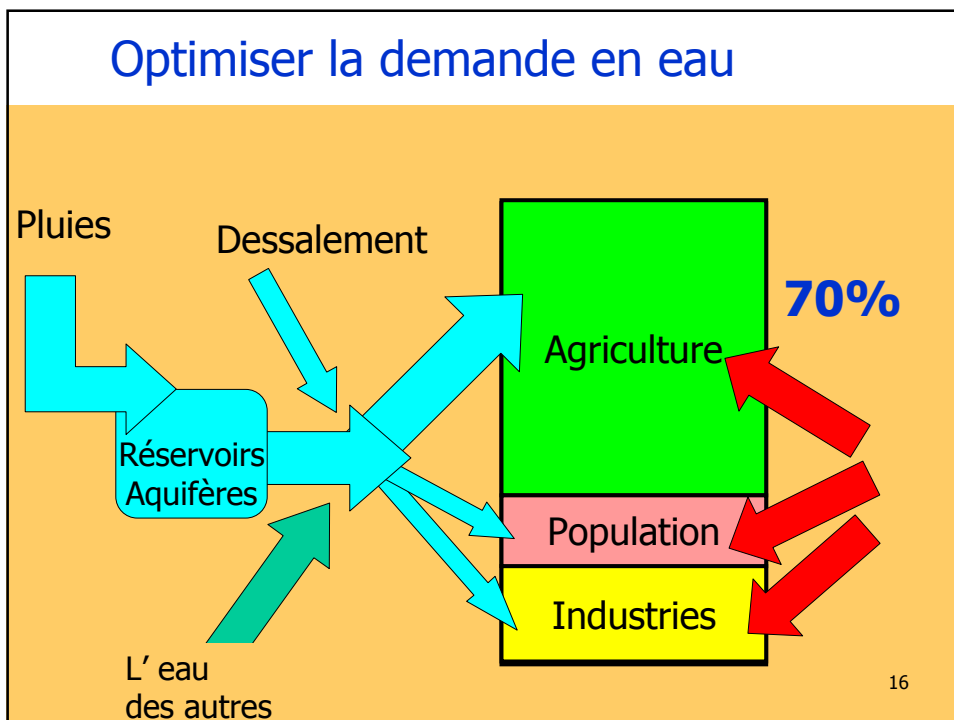 Optimiser la demande en eau
Pluies
Dessalement
70%
Agriculture
Réservoirs
Aquifères
Population
Industries
L’ eau
des autres
16